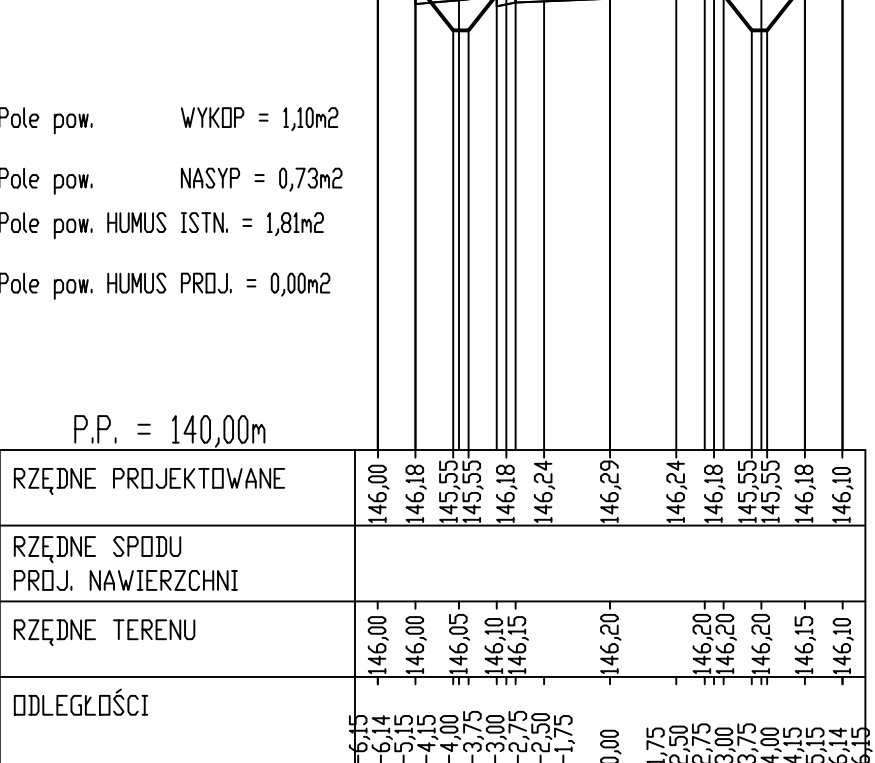 Pole pow. WYKOP = 1,10m2
Pole pow. NASYP = 0,73m2
Pole pow. HUMUS ISTN. = 1,81m2
Pole pow. HUMUS PROJ. = 0,00m2
P.P. = 140,00m
RZĘDNE PROJEKTOWANE 146,00 146,18 145,55 145,55 146,18 146,24 146,29 146,24 146,18 145,55 145,55 146,18 146,10
RZĘDNE SPODU
PROJ. NAWIERZCHNI
RZĘDNE TERENU 146,00 146,00 146,05 146,10 146,15 146,20 146,20 146,20 146,20 146,15 146,10
ODLEGŁOŚCI -6,15 -6,14 -5,15 -4,15 -4,00 -3,75 -3,00 -2,75 -2,50 -1,75 0,00 1,75 2,50 2,75 3,00 3,75 4,00 4,15 5,15 6,14 6,15